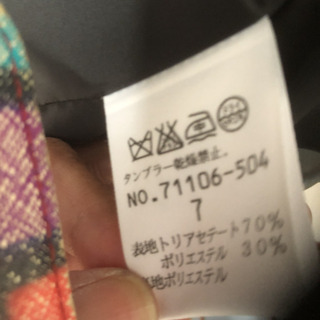 タンブラー乾燥禁止。
NO.71106-504
7
表地トリアセテート70%
ポリエステル 30%
地ポリエステル